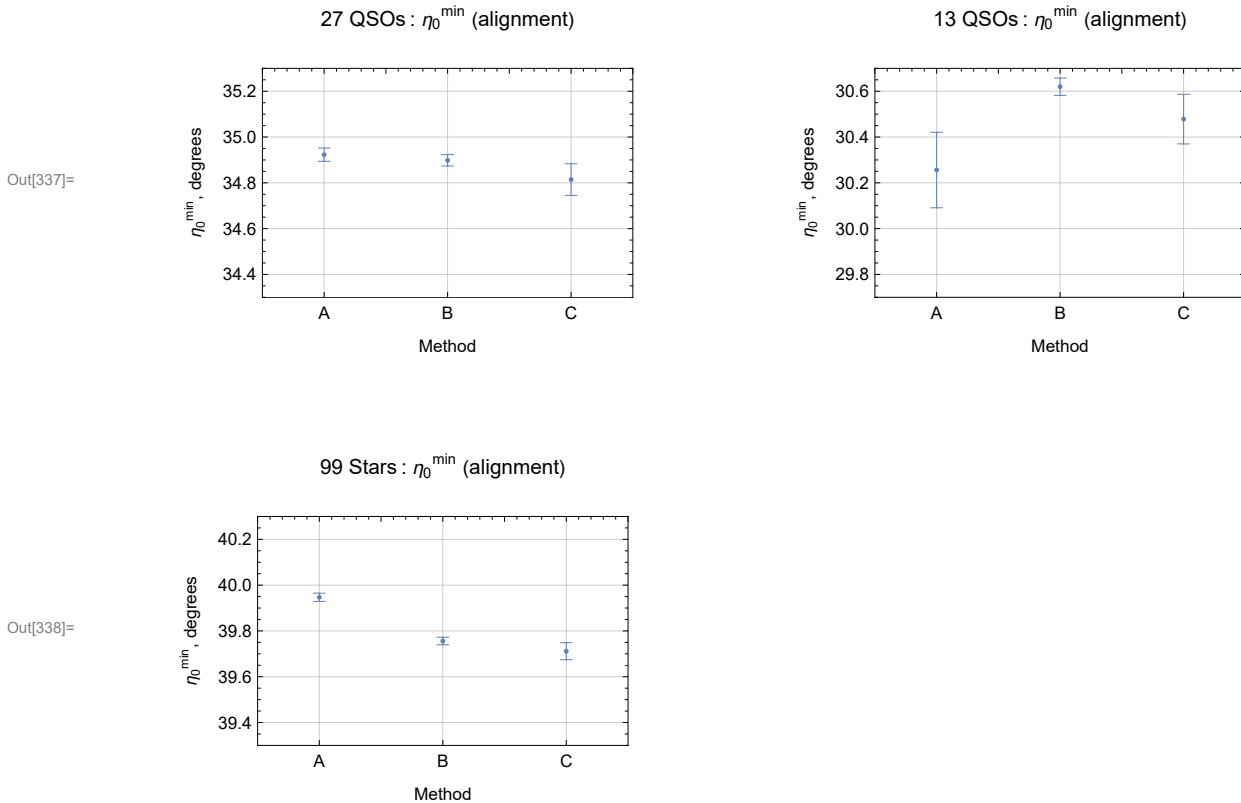 27 QSOs : η₀ᵐⁱⁿ (alignment)
35.2
35.0
34.8
34.6
34.4
η₀ᵐⁱⁿ, degrees
A B C
Method
13 QSOs : η₀ᵐⁱⁿ (alignment)
30.6
30.4
30.2
30.0
29.8
η₀ᵐⁱⁿ, degrees
A B C
Method
Out[337]=
99 Stars : η₀ᵐⁱⁿ (alignment)
40.2
40.0
39.8
39.6
39.4
η₀ᵐⁱⁿ, degrees
A B C
Method
Out[338]=